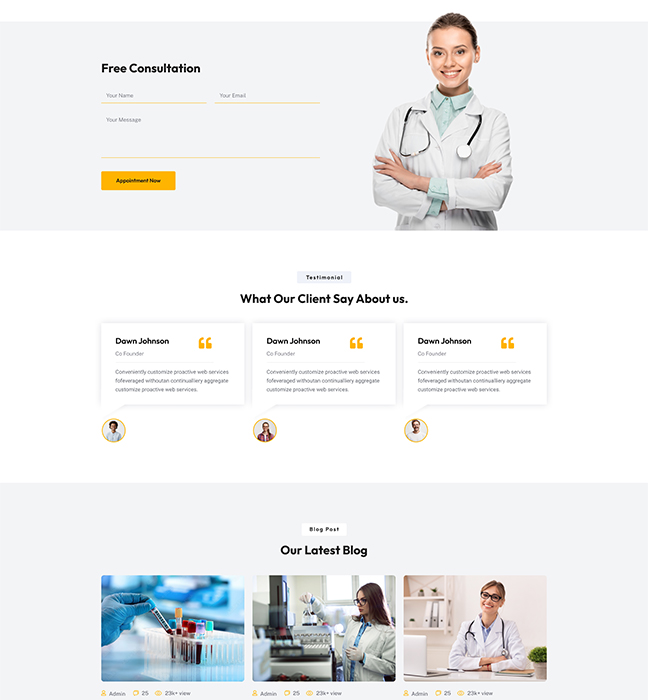 Free Consultation
Your Name Your Email
Your Message
Appointment Now
Testimonial
What Our Client Say About us.
Dawn Johnson
Co Founder
Conveniently customize proactive web services
fofeveraged withoutan continualliery aggregate
customize proactive web services.
Dawn Johnson
Co Founder
Conveniently customize proactive web services
fofeveraged withoutan continualliery aggregate
customize proactive web services.
Dawn Johnson
Co Founder
Conveniently customize proactive web services
fofeveraged withoutan continualliery aggregate
customize proactive web services.
Blog Post
Our Latest Blog
Admin 25 23k+ view
Admin 25 23k+ view
Admin 25 23k+ view